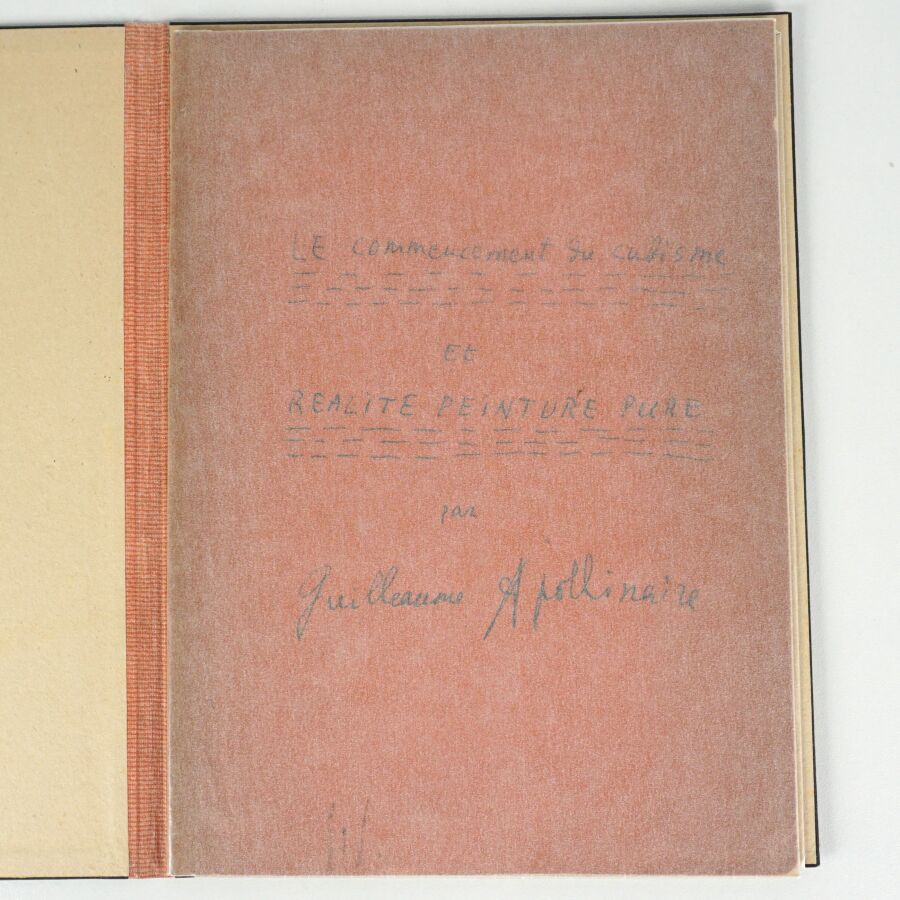 LE commencement du cubisme
Et
REALITE PEINTURE PURE
par
Guillaume Apollinaire